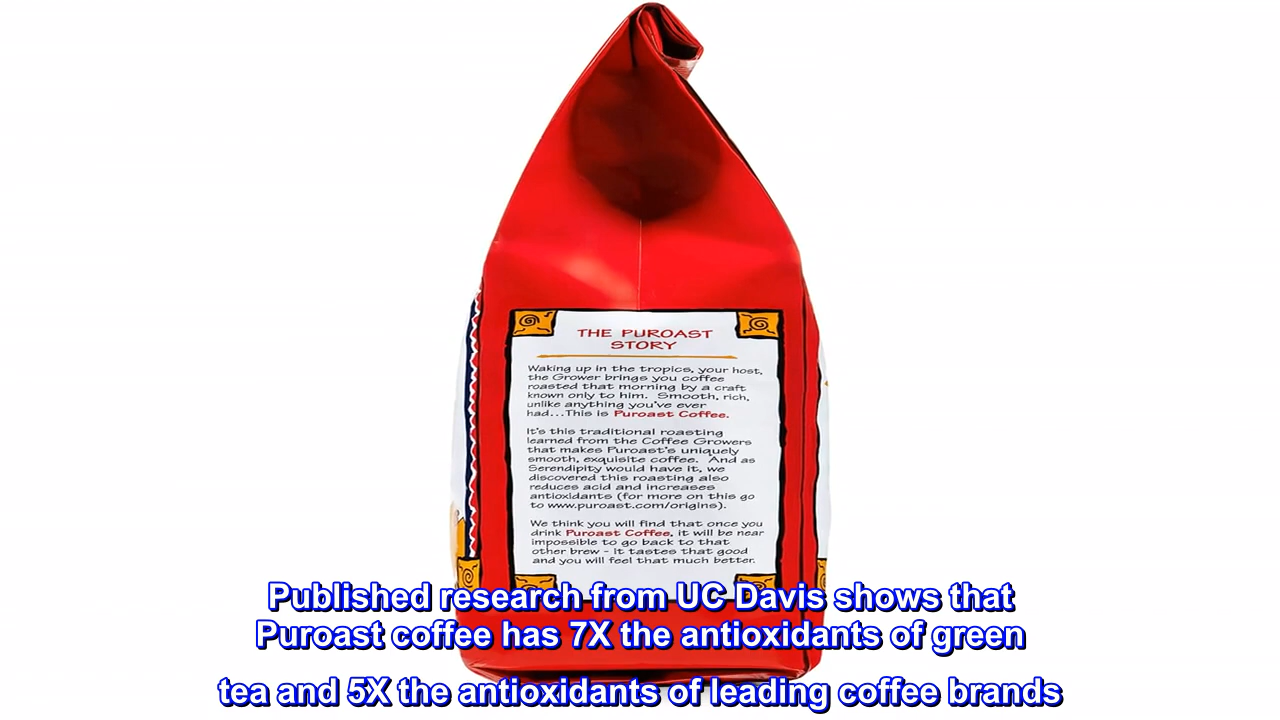 THE PUROAST
STORY
Waking up in the tropics, your host,
the Grower brings you coffee
roasted that morning by a craft
known only to him. Smooth, rich,
unlike anything you've ever
had...This is Puroast Coffee.
It's this traditional roasting
learned from the Coffee Growers
that makes Puroast's uniquely
smooth, exquisite coffee. And as
Serendipity would have it, we
discovered this roasting also
reduces acid and increases
antioxidants (for more on this go
to www.puroast.com/origins).
We think you will find that once you
drink Puroast Coffee, it will be near
impossible to go back to that
other brew - it tastes that good
and you will feel that much better.
Published research from UC Davis shows that
Puroast coffee has 7X the antioxidants of green
tea and 5X the antioxidants of leading coffee brands